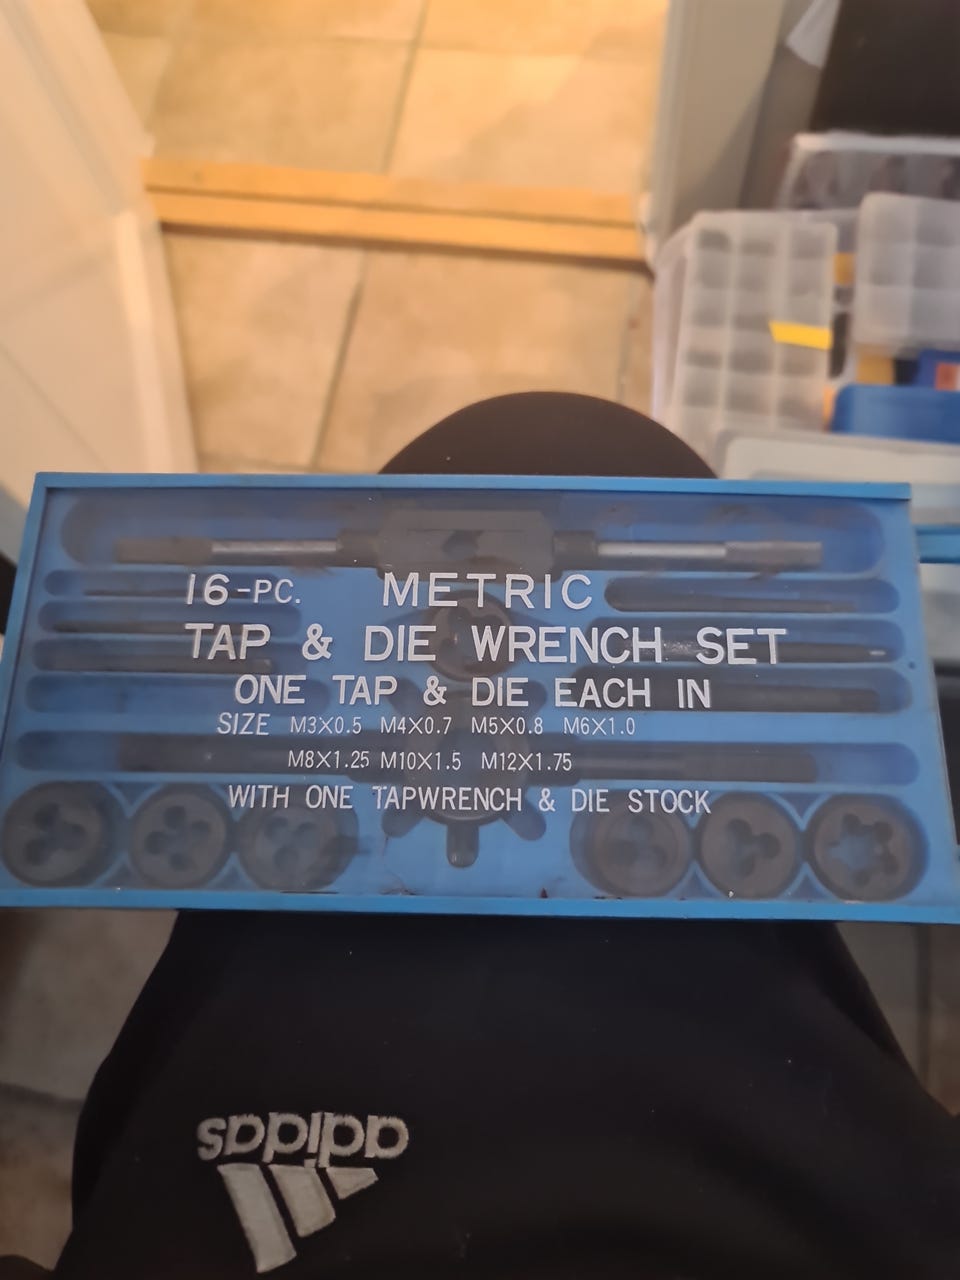 16-PC. METRIC
TAP & DIE WRENCH SET
ONE TAP & DIE EACH IN
SIZE M3X0.5 M4X0.7 M5X0.8 M6X1.0
M8X1.25 M10X1.5 M12X1.75
WITH ONE TAPWRENCH & DIE STOCK
adidas